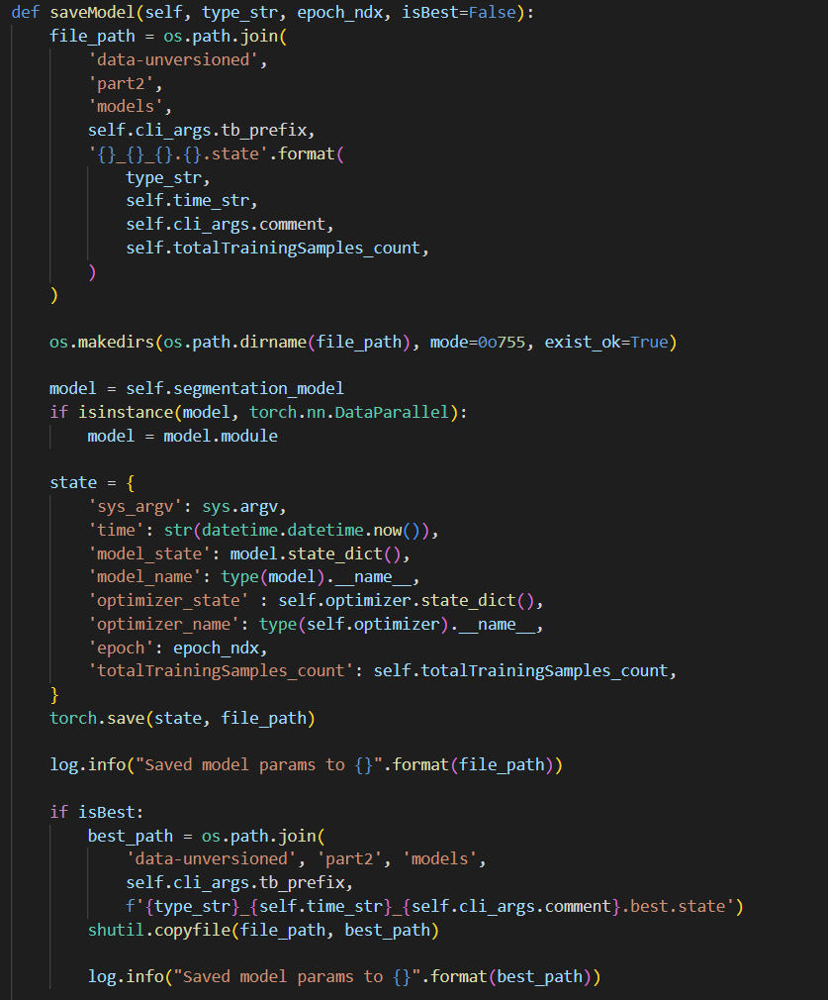 def saveModel(self, type_str, epoch_ndx, isBest=False):
    file_path = os.path.join(
        'data-unversioned',
        'part2',
        'models',
        self.cli_args.tb_prefix,
        '{}_{}_{}.{}.state'.format(
            type_str,
            self.time_str,
            self.cli_args.comment,
            self.totalTrainingSamples_count,
        )
    )

    os.makedirs(os.path.dirname(file_path), mode=0o755, exist_ok=True)

    model = self.segmentation_model
    if isinstance(model, torch.nn.DataParallel):
        model = model.module

    state = {
        'sys_argv': sys.argv,
        'time': str(datetime.datetime.now()),
        'model_state': model.state_dict(),
        'model_name': type(model).__name__,
        'optimizer_state' : self.optimizer.state_dict(),
        'optimizer_name': type(self.optimizer).__name__,
        'epoch': epoch_ndx,
        'totalTrainingSamples_count': self.totalTrainingSamples_count,
    }
    torch.save(state, file_path)

    log.info("Saved model params to {}".format(file_path))

    if isBest:
        best_path = os.path.join(
            'data-unversioned', 'part2', 'models',
            self.cli_args.tb_prefix,
            f'{type_str}_{self.time_str}_{self.cli_args.comment}.best.state')
        shutil.copyfile(file_path, best_path)

        log.info("Saved model params to {}".format(best_path))